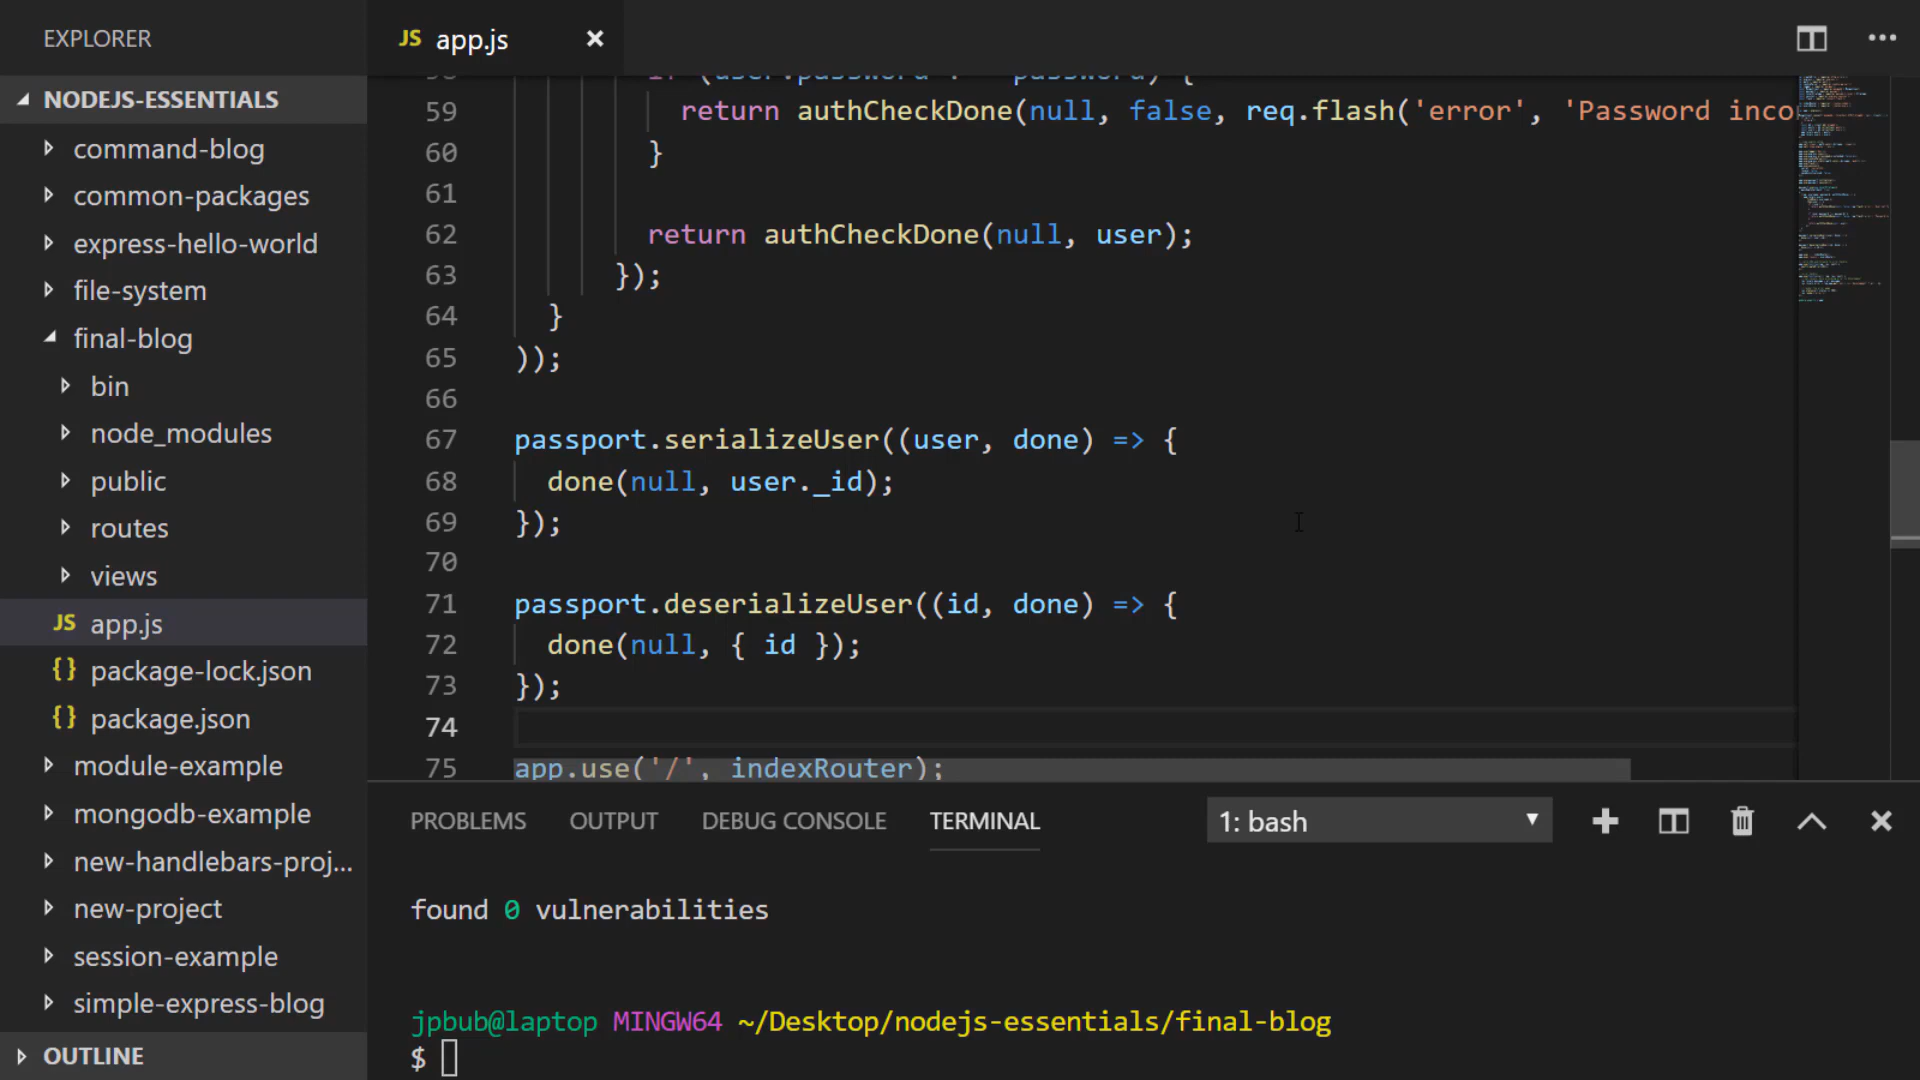 EXPLORER
NODEJS-ESSENTIALS
command-blog
common-packages
express-hello-world
file-system
final-blog
bin
node_modules
public
routes
views
JS app.js
{ } package-lock.json
{ } package.json
module-example
mongodb-example
new-handlebars-proj...
new-project
session-example
simple-express-blog
OUTLINE
JS app.js
59 return authCheckDone(null, false, req.flash('error', 'Password inco
60 }
61
62 return authCheckDone(null, user);
63 });
64 }
65 ));
66
67 passport.serializeUser((user, done) => {
68 done(null, user._id);
69 });
70
71 passport.deserializeUser((id, done) => {
72 done(null, { id });
73 });
74
75 app.use('/', indexRouter);
PROBLEMS OUTPUT DEBUG CONSOLE TERMINAL 1: bash
found 0 vulnerabilities
jpbub@laptop MINGW64 ~/Desktop/nodejs-essentials/final-blog
$